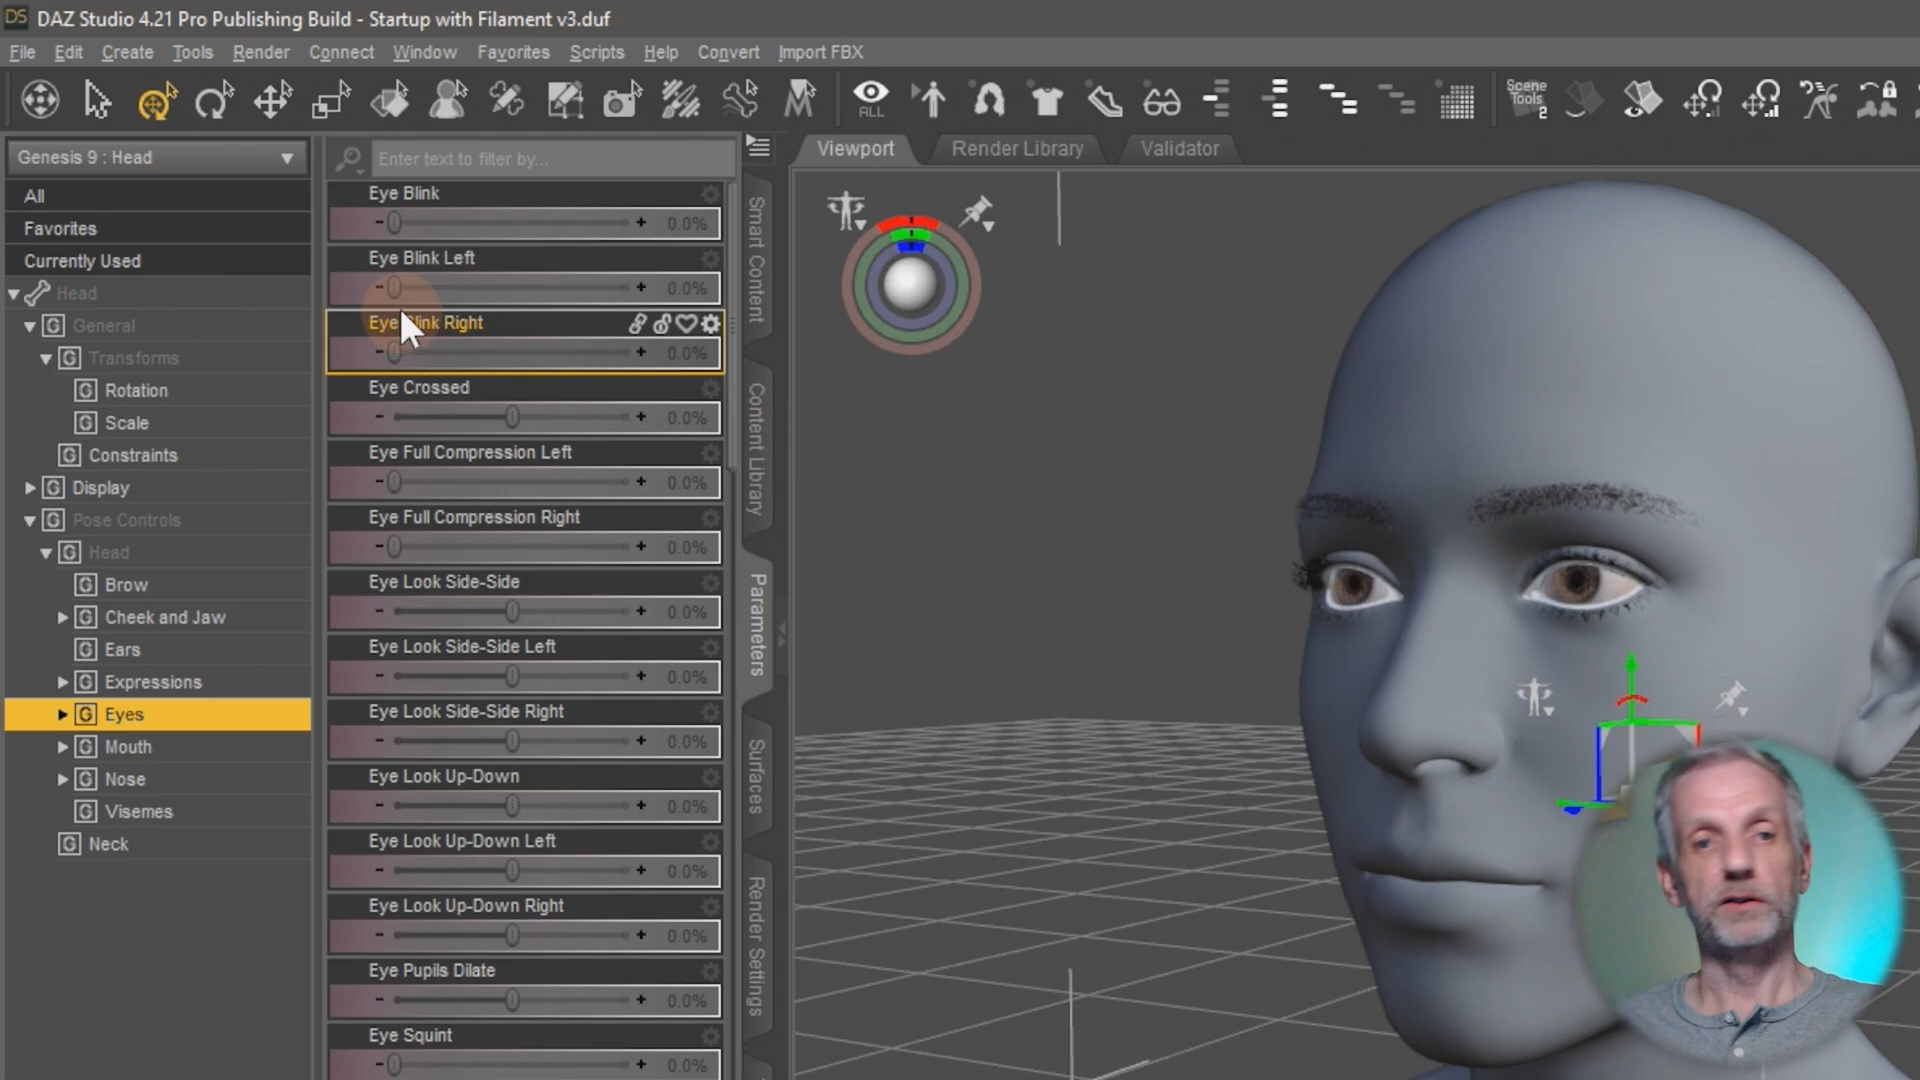 DS DAZ Studio 4.21 Pro Publishing Build - Startup with Filament v3.duf
File Edit Create Tools Render Connect Window Favorites Scripts Help Convert Import FBX
ALL
Scene Tools 2
Genesis 9 : Head
All
Favorites
Currently Used
Head
G General
G Transforms
G Rotation
G Scale
G Constraints
G Display
G Pose Controls
G Head
G Brow
G Cheek and Jaw
G Ears
G Expressions
G Eyes
G Mouth
G Nose
G Visemes
G Neck
Enter text to filter by...
Eye Blink
- + 0.0%
Eye Blink Left
- + 0.0%
Eye Blink Right
- + 0.0%
Eye Crossed
- + 0.0%
Eye Full Compression Left
- + 0.0%
Eye Full Compression Right
- + 0.0%
Eye Look Side-Side
- + 0.0%
Eye Look Side-Side Left
- + 0.0%
Eye Look Side-Side Right
- + 0.0%
Eye Look Up-Down
- + 0.0%
Eye Look Up-Down Left
- + 0.0%
Eye Look Up-Down Right
- + 0.0%
Eye Pupils Dilate
- + 0.0%
Eye Squint
- + 0.0%
Smart Content
Content Library
Parameters
Surfaces
Render Settings
Viewport Render Library Validator